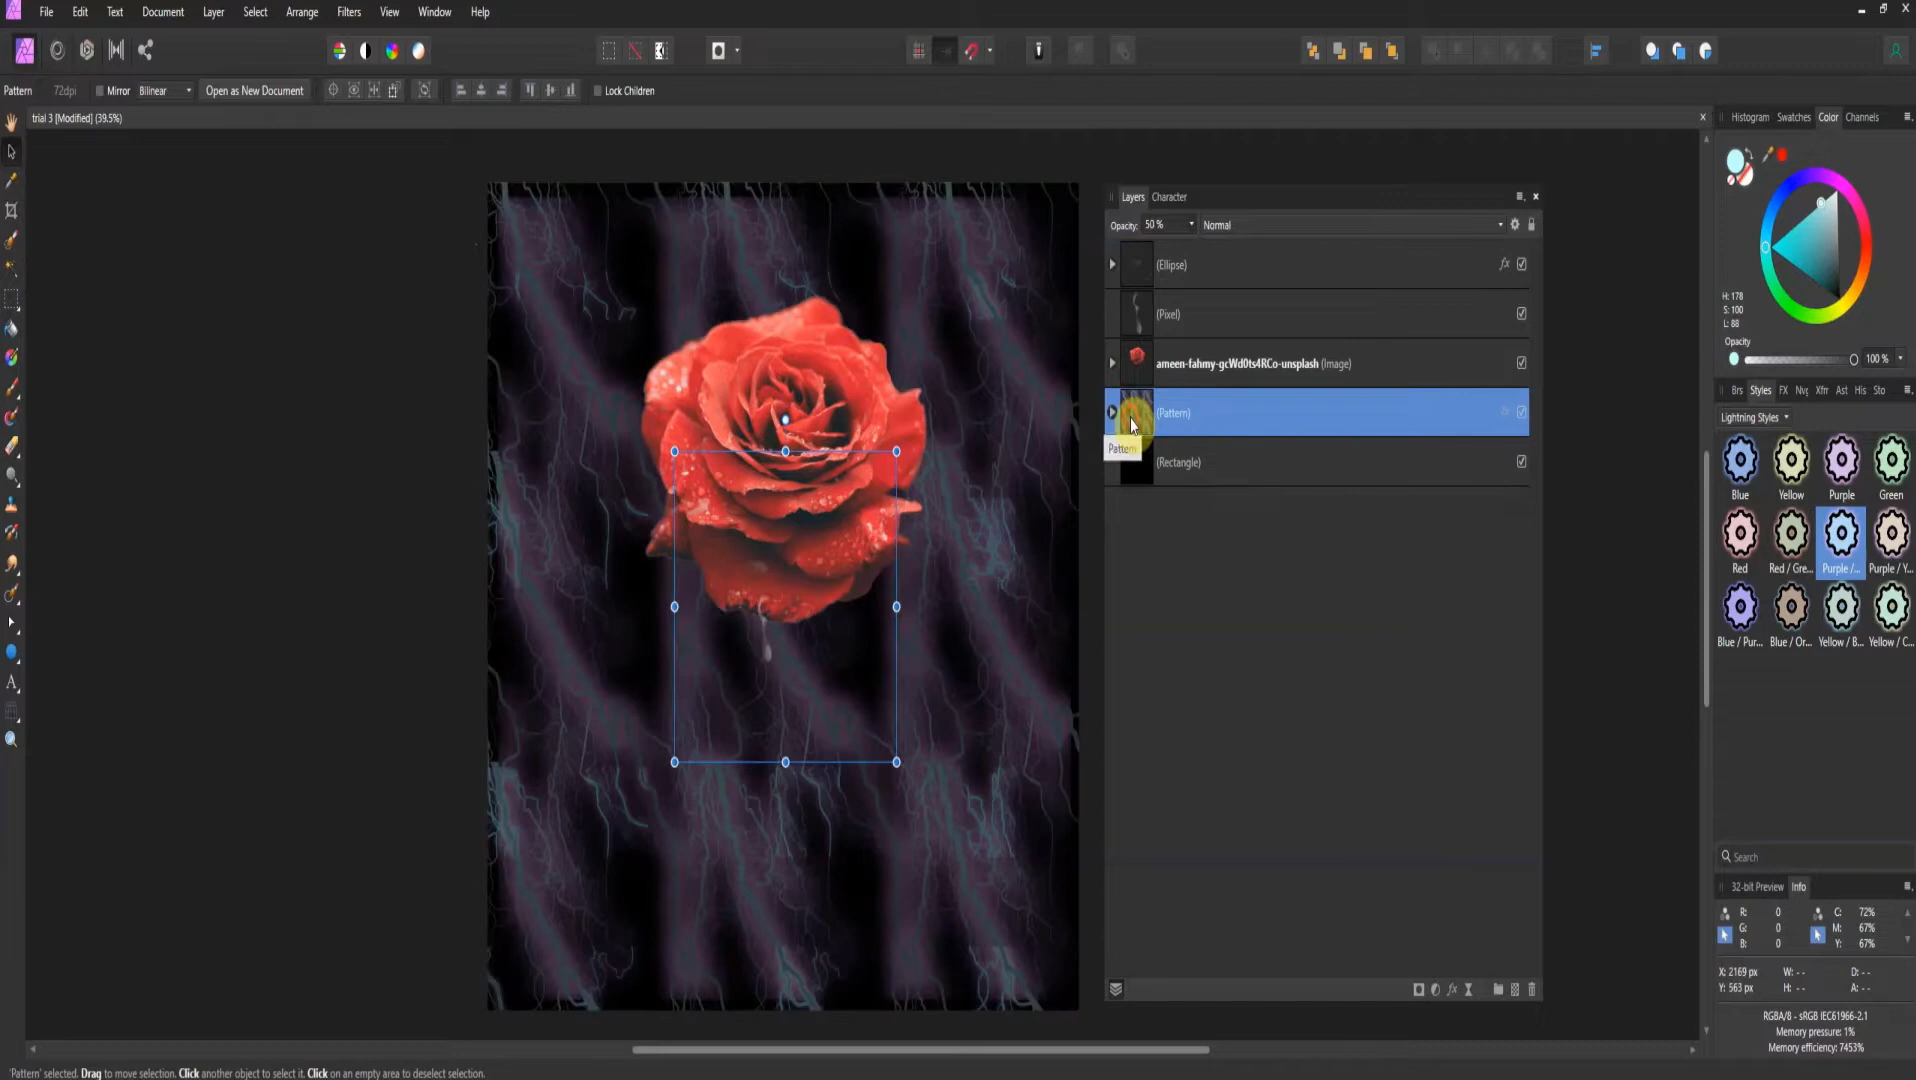 File Edit Text Document Layer Select Arrange Filters View Window Help
Pattern 72dpi Mirror Bilinear Open as New Document Lock Children
trial 3 [Modified] (39.5%)
Histogram Swatches Color Channels
H: 178
S: 100
L: 88
Opacity
100 %
Layers Character
Opacity: 50 % Normal
(Ellipse) fx
(Pixel)
ameen-fahmy-gcWd0ts4RCo-unsplash (Image)
(Pattern)
Pattern
(Rectangle)
Brs Styles FX Nvg Xfrr Ast His Sto
Lightning Styles
Blue Yellow Purple Green
Red Red / Gre... Purple /... Purple / Y...
Blue / Pur... Blue / Or... Yellow / B... Yellow / C...
Search
32-bit Preview Info
R: 0 C: 72%
G: 0 M: 67%
B: 0 Y: 67%
X: 2169 px W: -- D: --
Y: 563 px H: -- A: --
RGBA/8 - sRGB IEC61966-2.1
Memory pressure: 1%
Memory efficiency: 7453%
'Pattern' selected. Drag to move selection. Click another object to select it. Click on an empty area to deselect selection.